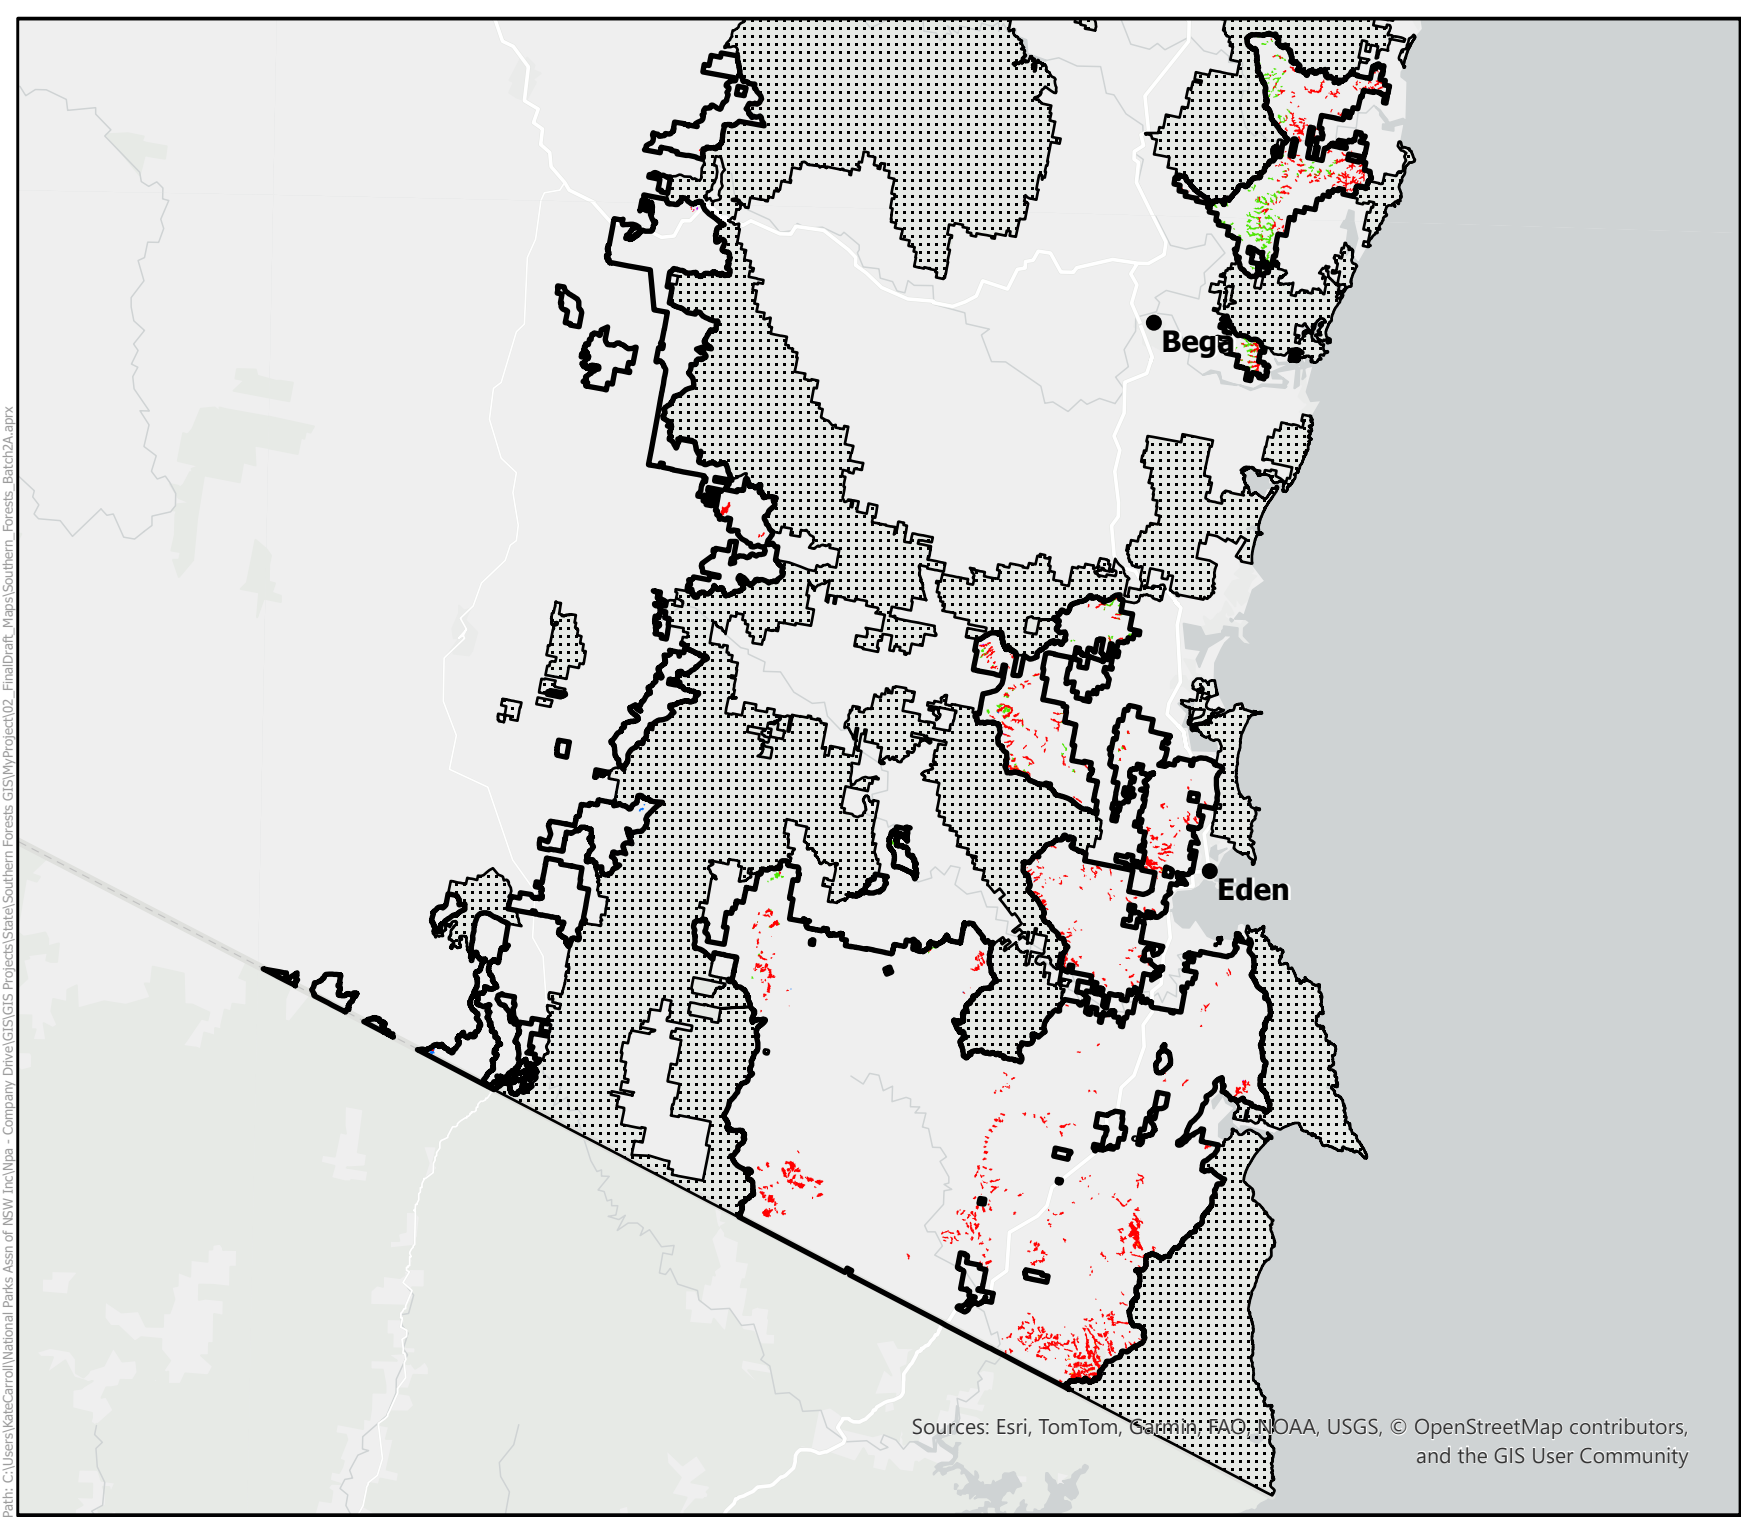 Bega
Eden
Sources: Esri, TomTom, Garmin, FAO, NOAA, USGS, © OpenStreetMap contributors,
and the GIS User Community
Path: C:\Users\KateCarroll\National Parks Assn of NSW Inc\Npa - Company Drive\GIS\GIS Projects\State\Southern Forests GIS\MyProject\02_FinalDraft_Maps\Southern_Forests_Batch2A.aprx